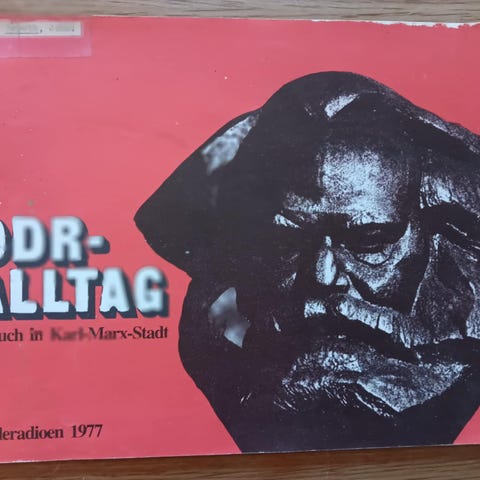 DDR-
ALLTAG
uch in Karl-Marx-Stadt
leradioen 1977